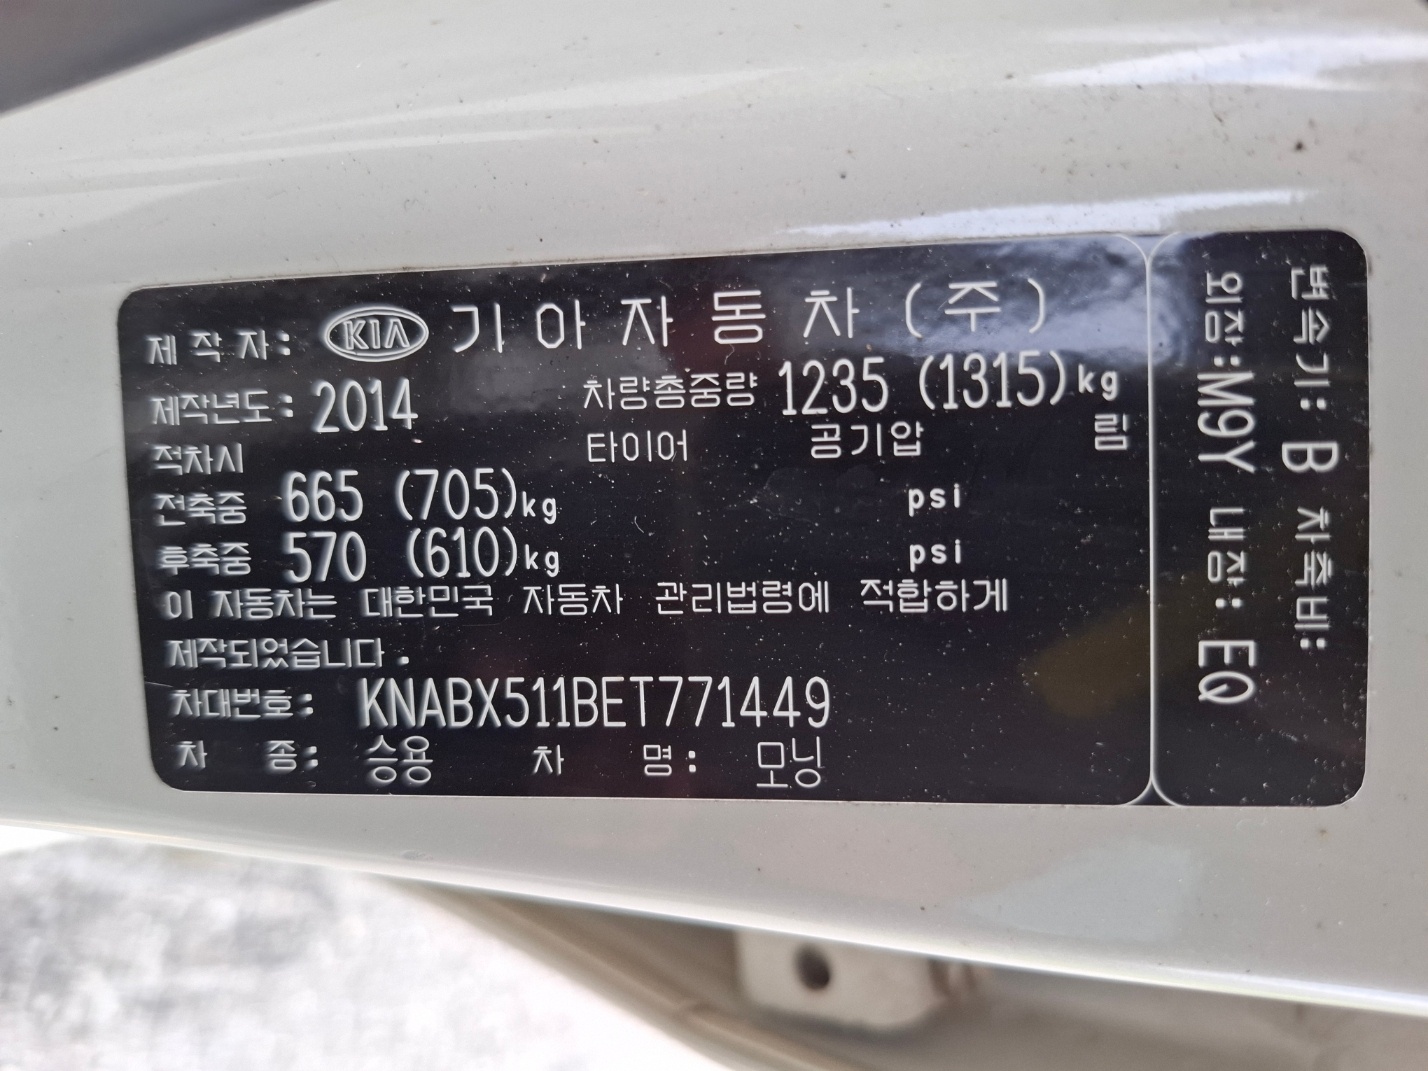 제작자: KIA 기아자동차(주)
제작년도: 2014 차량총중량 1235 (1315)kg
적차시 타이어 공기압 림
전축중 665 (705)kg psi
후축중 570 (610)kg psi
이 자동차는 대한민국 자동차 관리법령에 적합하게
제작되었습니다.
차대번호: KNABX511BET771449
차 종: 승용 차 명: 모닝
변속기: B 차축비:
외장:M9Y 내장: EQ